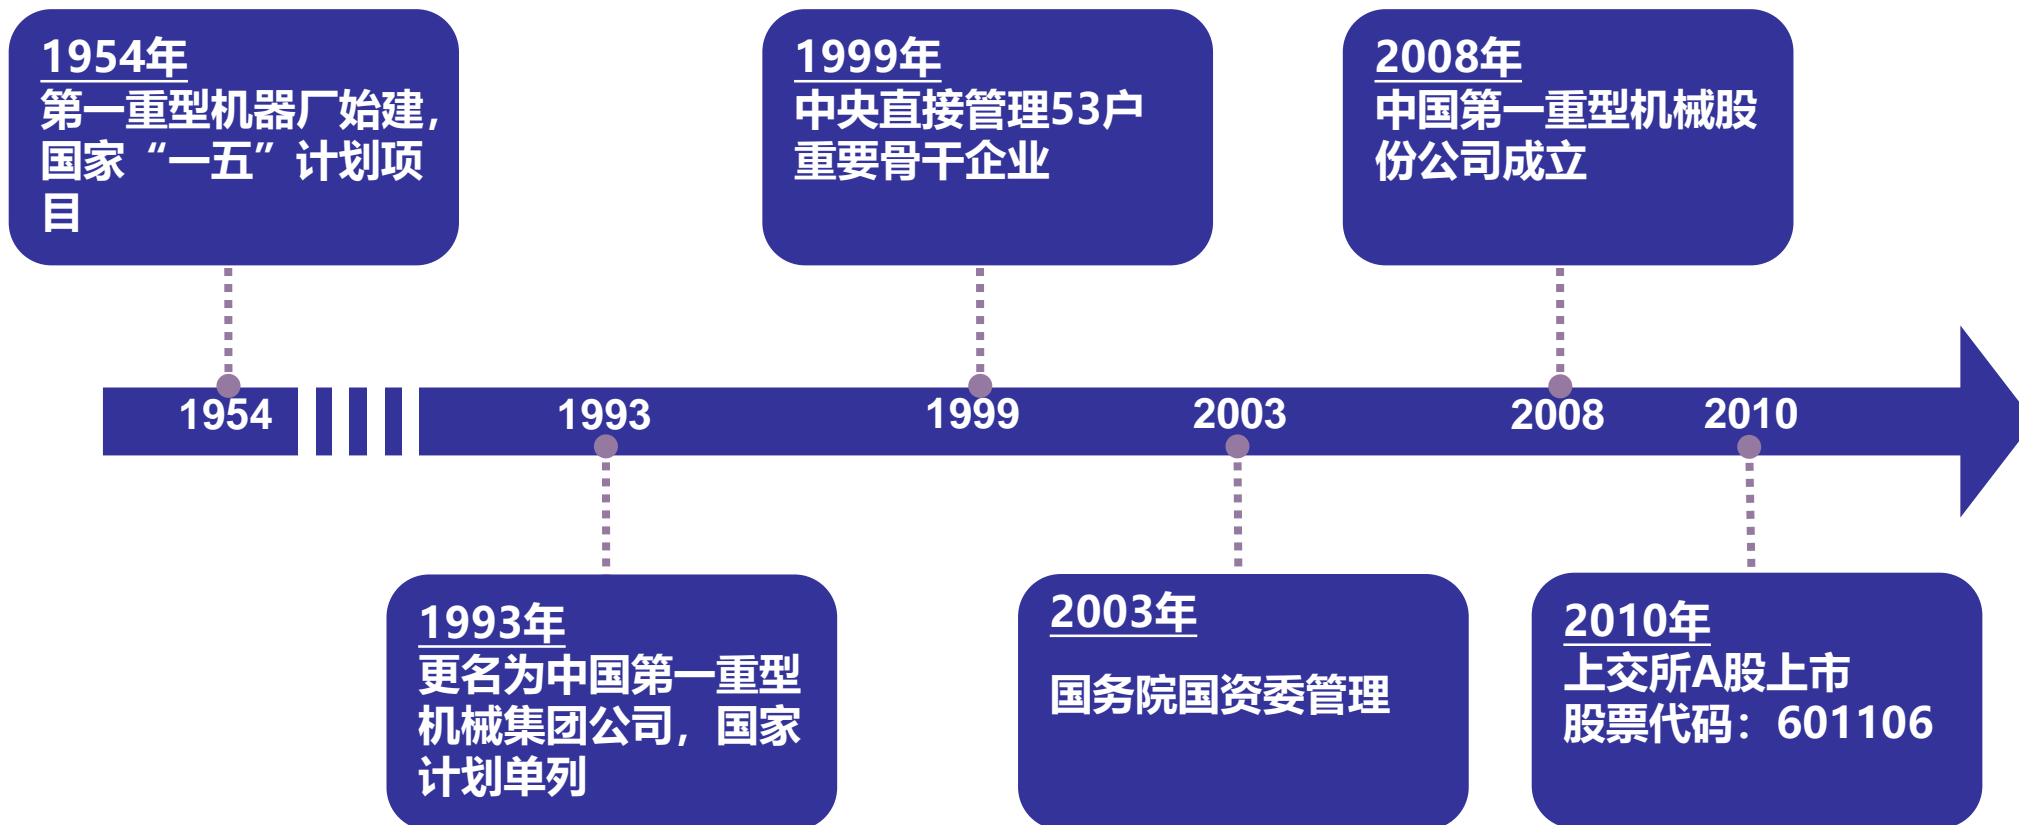 1954年
第一重型机器厂始建，
国家“一五”计划项
目
1999年
中央直接管理53户
重要骨干企业
2008年
中国第一重型机械股
份公司成立
1954
1993
1999
2003
2008
2010
1993年
更名为中国第一重型
机械集团公司，国家
计划单列
2003年
国务院国资委管理
2010年
上交所A股上市
股票代码：601106